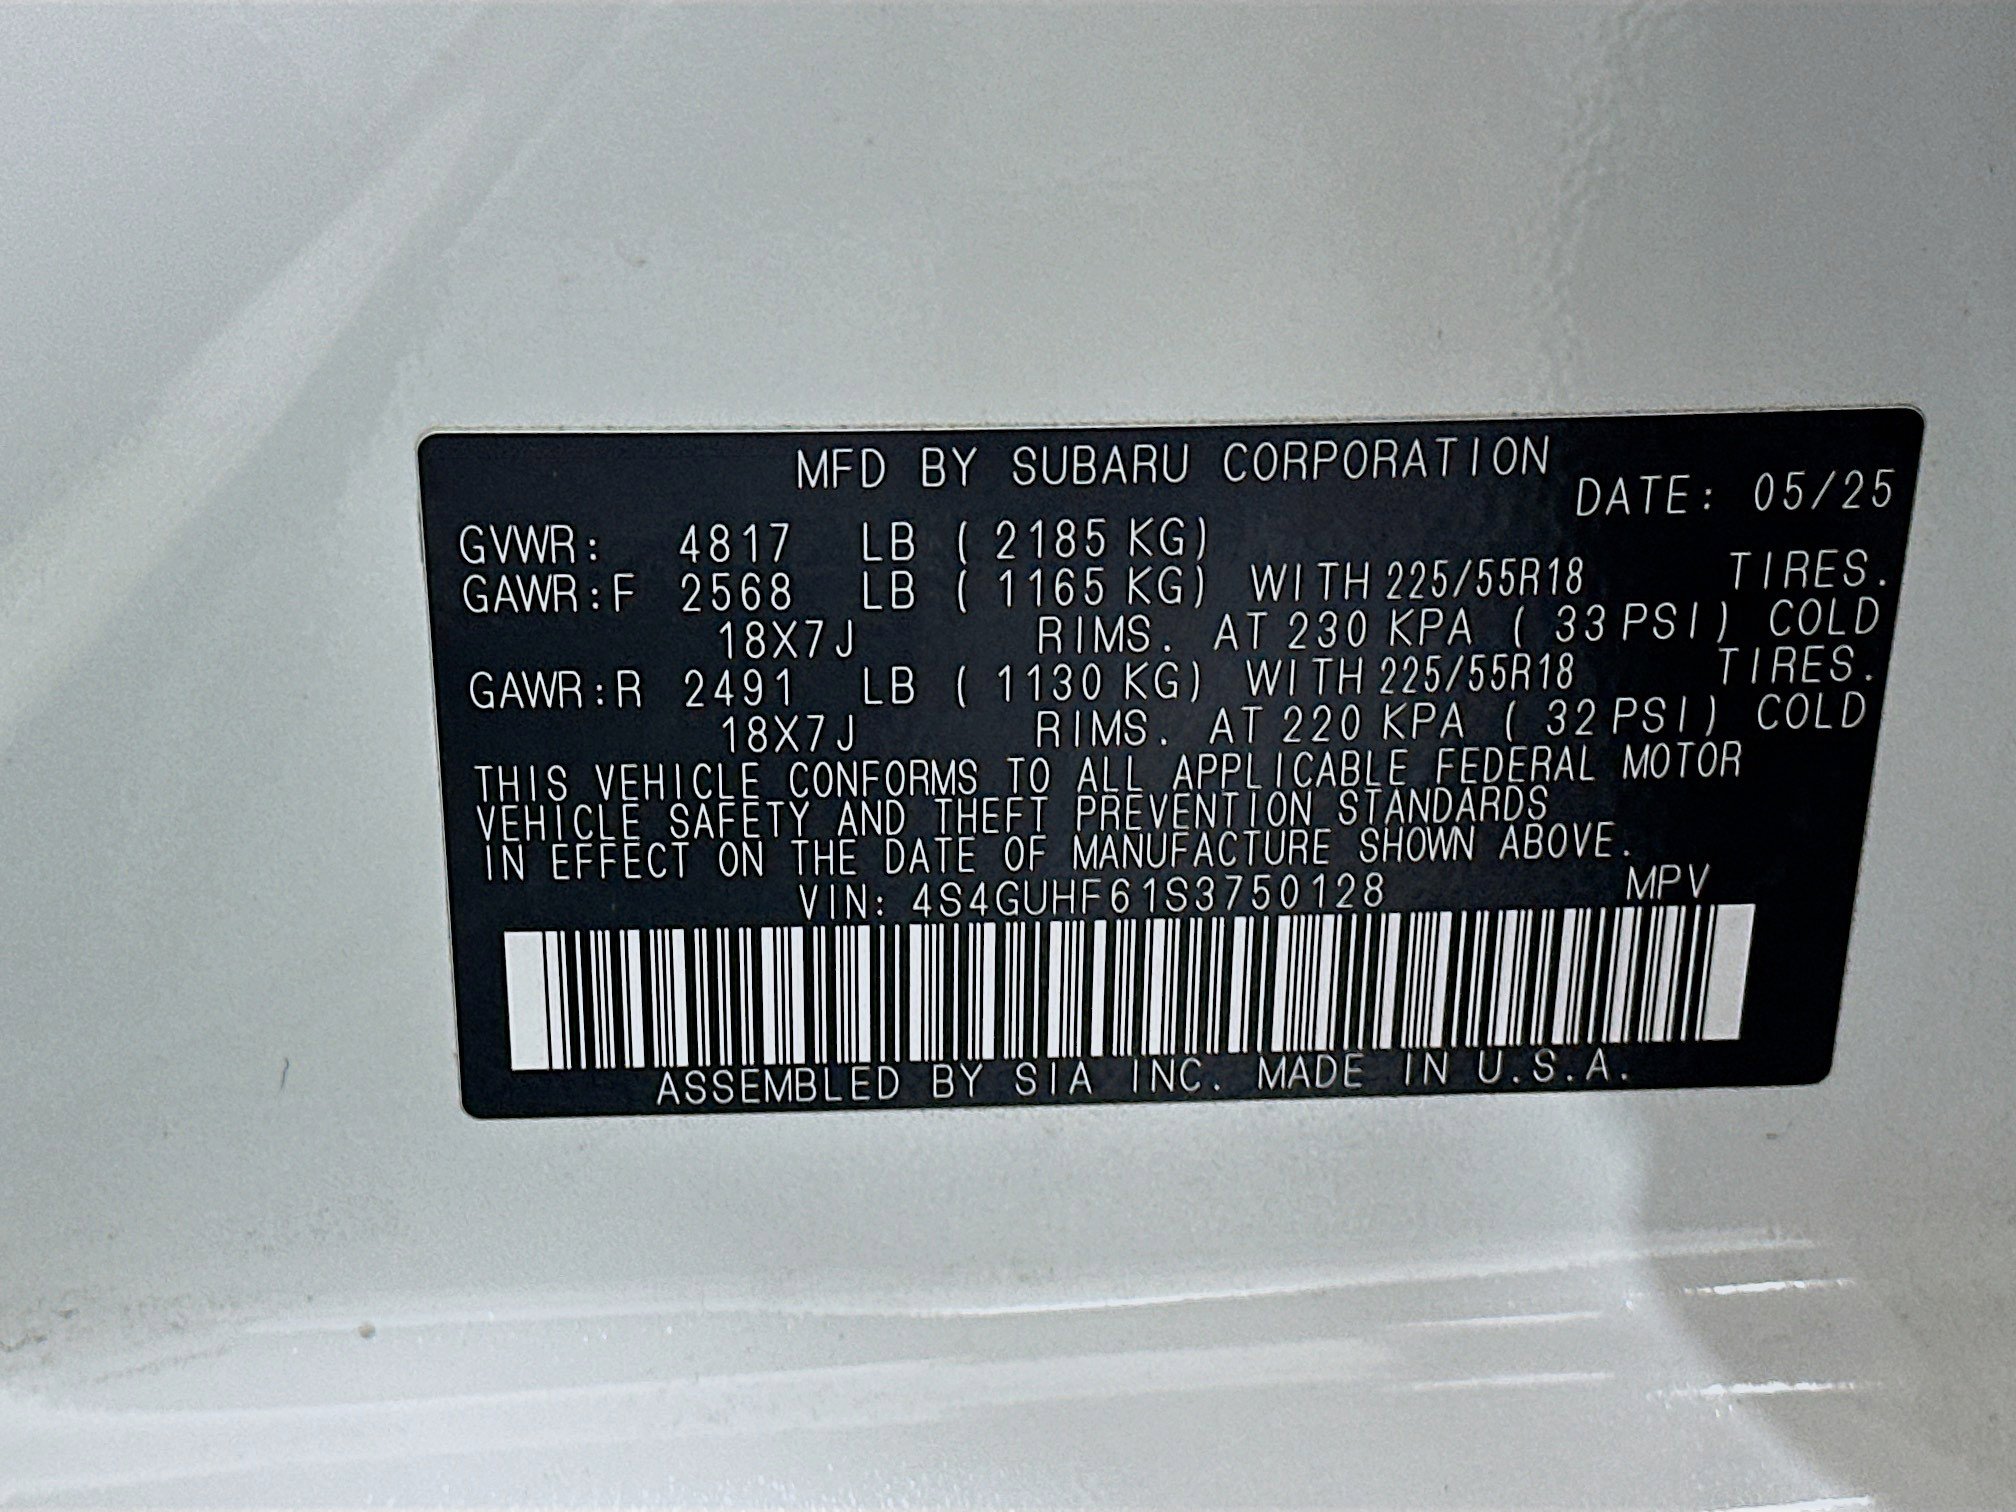 MFD BY SUBARU CORPORATION
DATE: 05/25
GVWR: 4817 LB ( 2185 KG)
GAWR:F 2568 LB ( 1165 KG) WITH 225/55R18 TIRES.
18X7J RIMS. AT 230 KPA ( 33 PSI) COLD
GAWR:R 2491 LB ( 1130 KG) WITH 225/55R18 TIRES.
18X7J RIMS. AT 220 KPA ( 32 PSI) COLD
THIS VEHICLE CONFORMS TO ALL APPLICABLE FEDERAL MOTOR
VEHICLE SAFETY AND THEFT PREVENTION STANDARDS
IN EFFECT ON THE DATE OF MANUFACTURE SHOWN ABOVE.
VIN: 4S4GUHF61S3750128 MPV
ASSEMBLED BY SIA INC. MADE IN U.S.A.